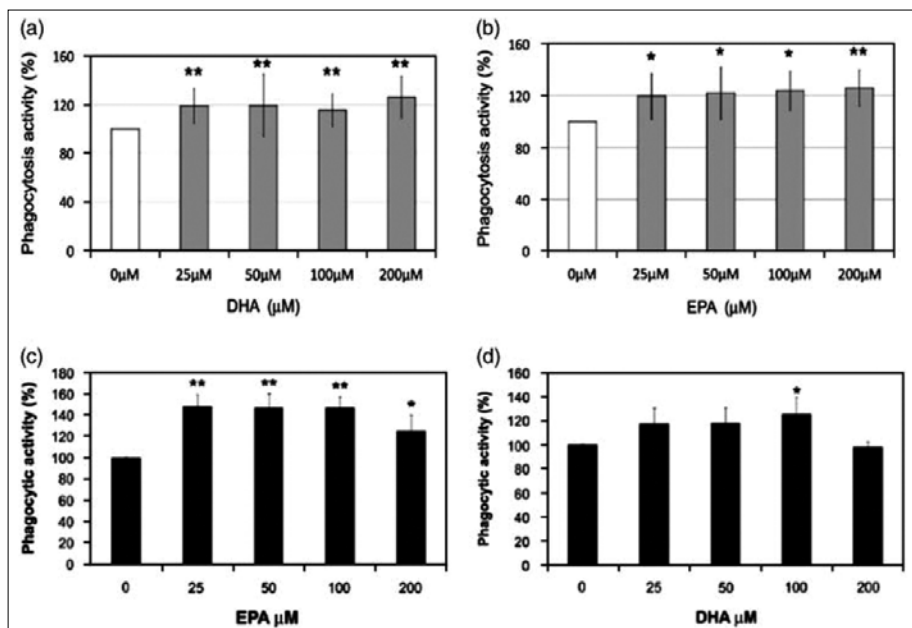 (a)
Phagocytosis activity (%)
160
120
80
40
0
** ** ** **
0µM 25µM 50µM 100µM 200µM
DHA (µM)
(b)
Phagocytosis activity (%)
160
120
80
40
0
* * * **
0µM 25µM 50µM 100µM 200µM
EPA (µM)
(c)
Phagocytic activity (%)
180
160
140
120
100
80
60
40
20
0
** ** ** *
0 25 50 100 200
EPA µM
(d)
Phagocytic activity (%)
160
140
120
100
80
60
40
20
0
*
0 25 50 100 200
DHA µM